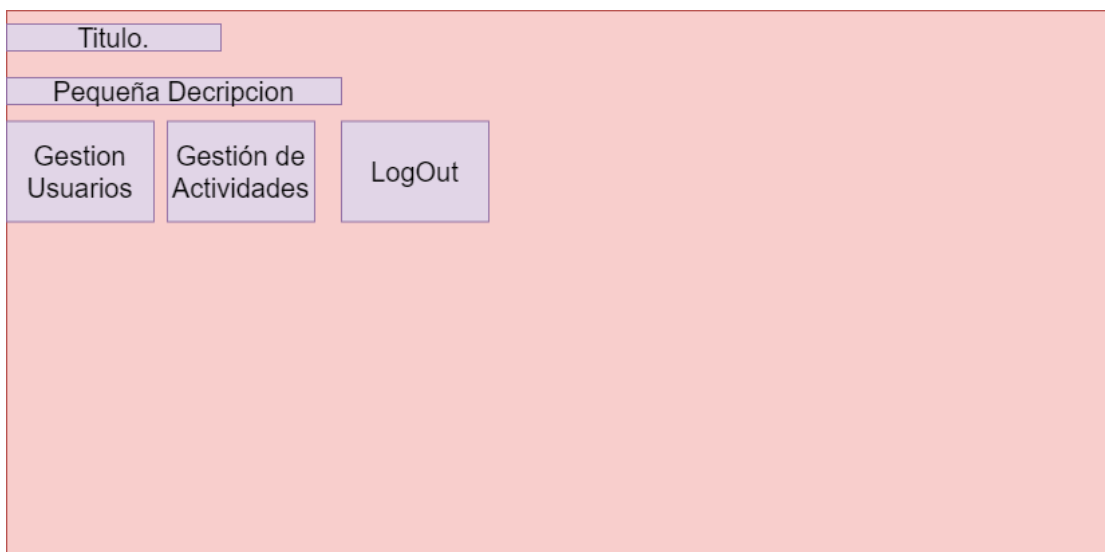 Titulo.
Pequeña Decripcion
Gestion
Usuarios
Gestión de
Actividades
LogOut